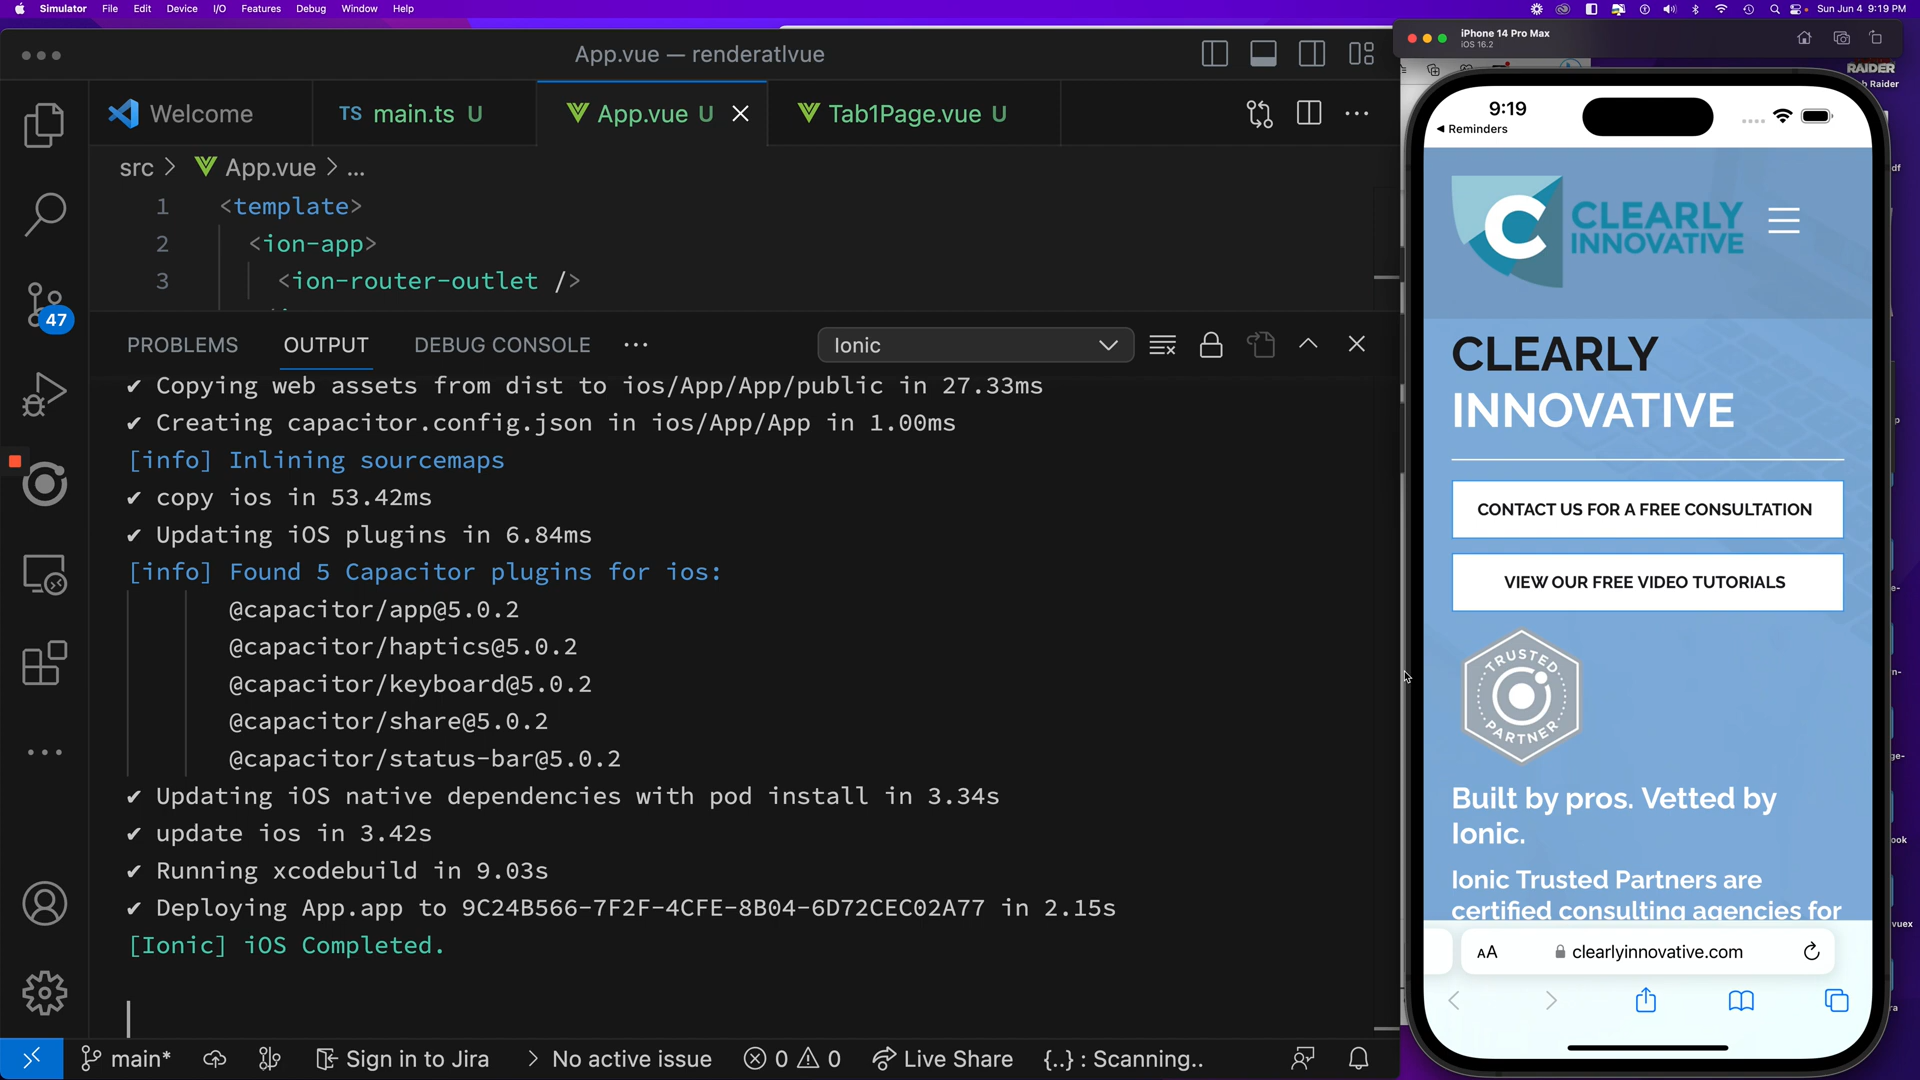 Simulator File Edit Device I/O Features Debug Window Help
Sun Jun 4 9:19 PM
App.vue — renderatlvue
Welcome
TS main.ts U
App.vue U
Tab1Page.vue U
src > App.vue > ...
1 <template>
2 <ion-app>
3 <ion-router-outlet />
PROBLEMS OUTPUT DEBUG CONSOLE ...
Ionic
✔ Copying web assets from dist to ios/App/App/public in 27.33ms
✔ Creating capacitor.config.json in ios/App/App in 1.00ms
[info] Inlining sourcemaps
✔ copy ios in 53.42ms
✔ Updating iOS plugins in 6.84ms
[info] Found 5 Capacitor plugins for ios:
@capacitor/app@5.0.2
@capacitor/haptics@5.0.2
@capacitor/keyboard@5.0.2
@capacitor/share@5.0.2
@capacitor/status-bar@5.0.2
✔ Updating iOS native dependencies with pod install in 3.34s
✔ update ios in 3.42s
✔ Running xcodebuild in 9.03s
✔ Deploying App.app to 9C24B566-7F2F-4CFE-8B04-6D72CEC02A77 in 2.15s
[Ionic] iOS Completed.
47
main*
Sign in to Jira
> No active issue
0
0
Live Share
{..} : Scanning..
iPhone 14 Pro Max
iOS 16.2
RAIDER
b Raider
9:19
◀ Reminders
C
CLEARLY
INNOVATIVE
CLEARLY
INNOVATIVE
CONTACT US FOR A FREE CONSULTATION
VIEW OUR FREE VIDEO TUTORIALS
TRUSTED
PARTNER
Built by pros. Vetted by
Ionic.
Ionic Trusted Partners are
certified consulting agencies for
AA
clearlyinnovative.com
df
ook
vuex